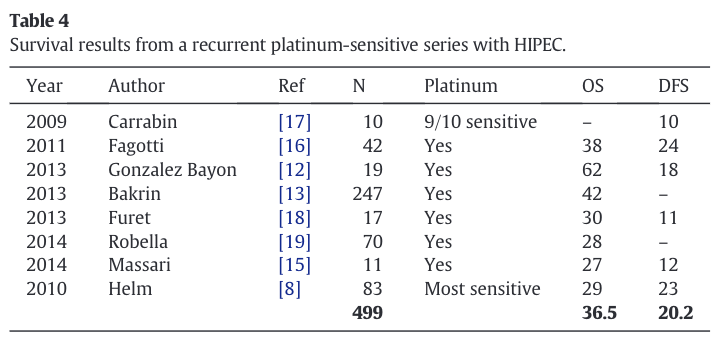 Table 4
Survival results from a recurrent platinum-sensitive series with HIPEC.
Year Author Ref N Platinum OS DFS
2009 Carrabin [17] 10 9/10 sensitive – 10
2011 Fagotti [16] 42 Yes 38 24
2013 Gonzalez Bayon [12] 19 Yes 62 18
2013 Bakrin [13] 247 Yes 42 –
2013 Furet [18] 17 Yes 30 11
2014 Robella [19] 70 Yes 28 –
2014 Massari [15] 11 Yes 27 12
2010 Helm [8] 83 Most sensitive 29 23
499 36.5 20.2